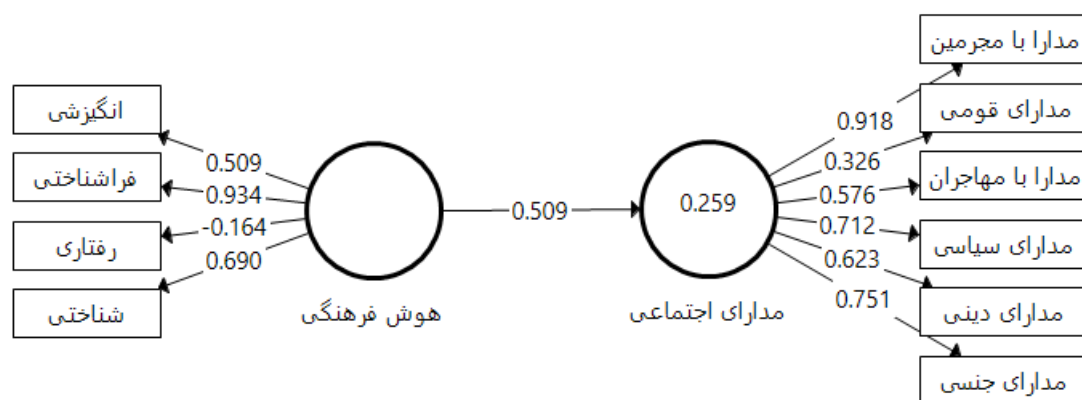 انگیزشی
فراشناختی
رفتاری
شناختی
0.509
0.934
-0.164
0.690
هوش فرهنگی
0.509
0.259
مدارای اجتماعی
0.918
0.326
0.576
0.712
0.623
0.751
مدارا با مجرمین
مدارای قومی
مدارا با مهاجران
مدارای سیاسی
مدارای دینی
مدارای جنسی